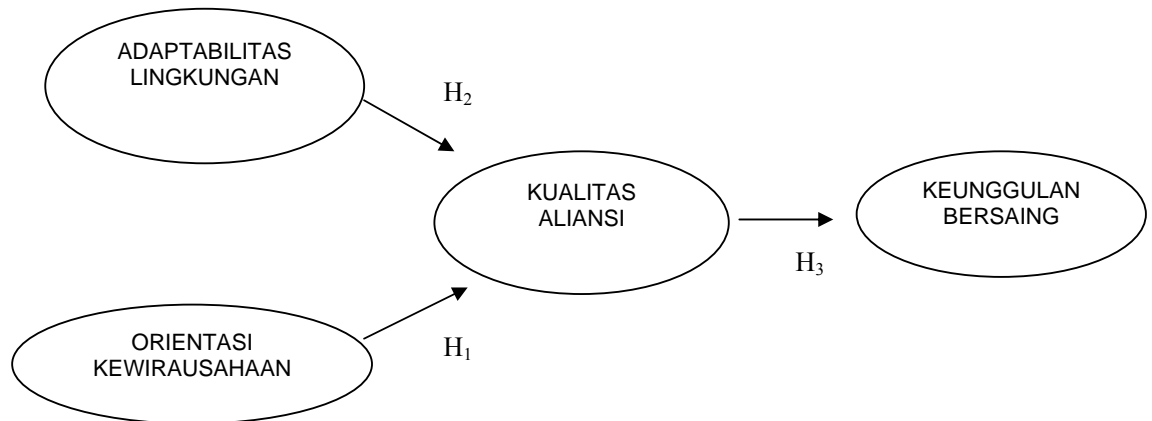 ADAPTABILITAS
LINGKUNGAN
H₂
KUALITAS
ALIANSI
KEUNGGULAN
BERSAING
H₃
ORIENTASI
KEWIRAUSAHAAN
H₁